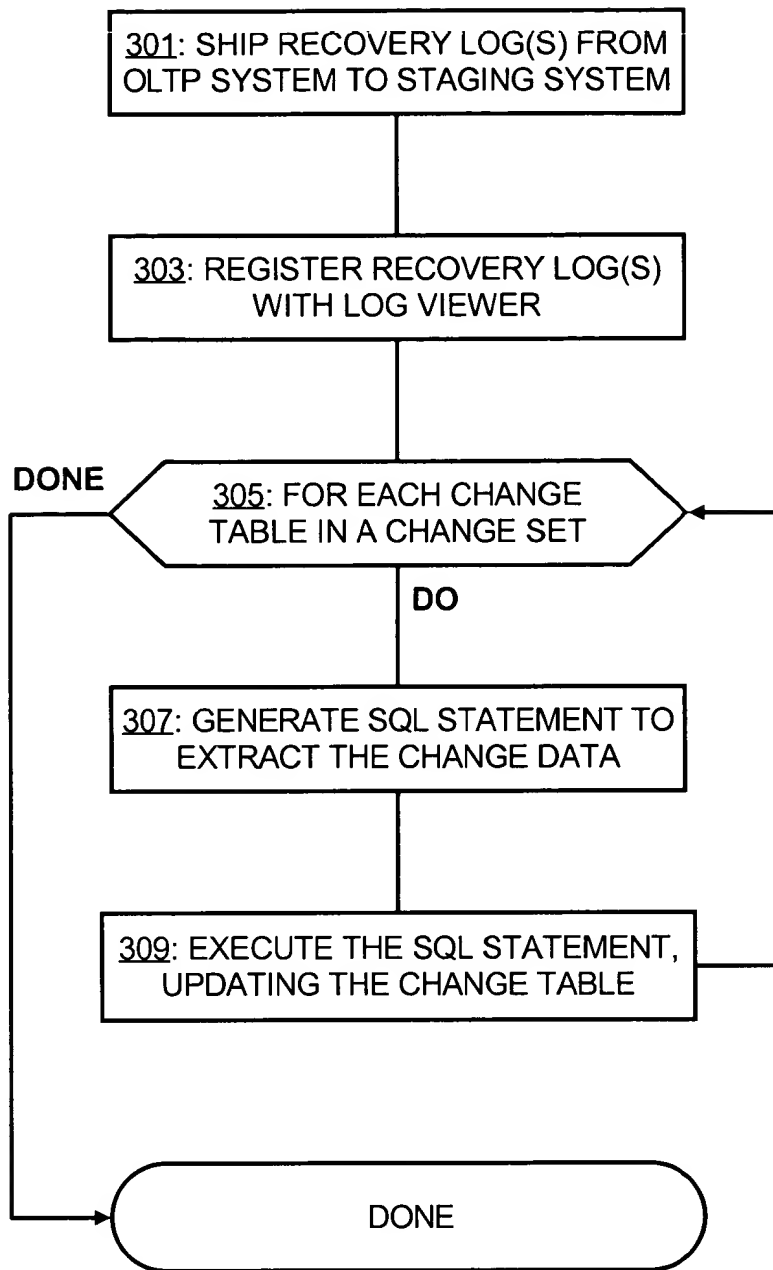 301: SHIP RECOVERY LOG(S) FROM
OLTP SYSTEM TO STAGING SYSTEM
303: REGISTER RECOVERY LOG(S)
WITH LOG VIEWER
DONE
305: FOR EACH CHANGE
TABLE IN A CHANGE SET
DO
307: GENERATE SQL STATEMENT TO
EXTRACT THE CHANGE DATA
309: EXECUTE THE SQL STATEMENT,
UPDATING THE CHANGE TABLE
DONE